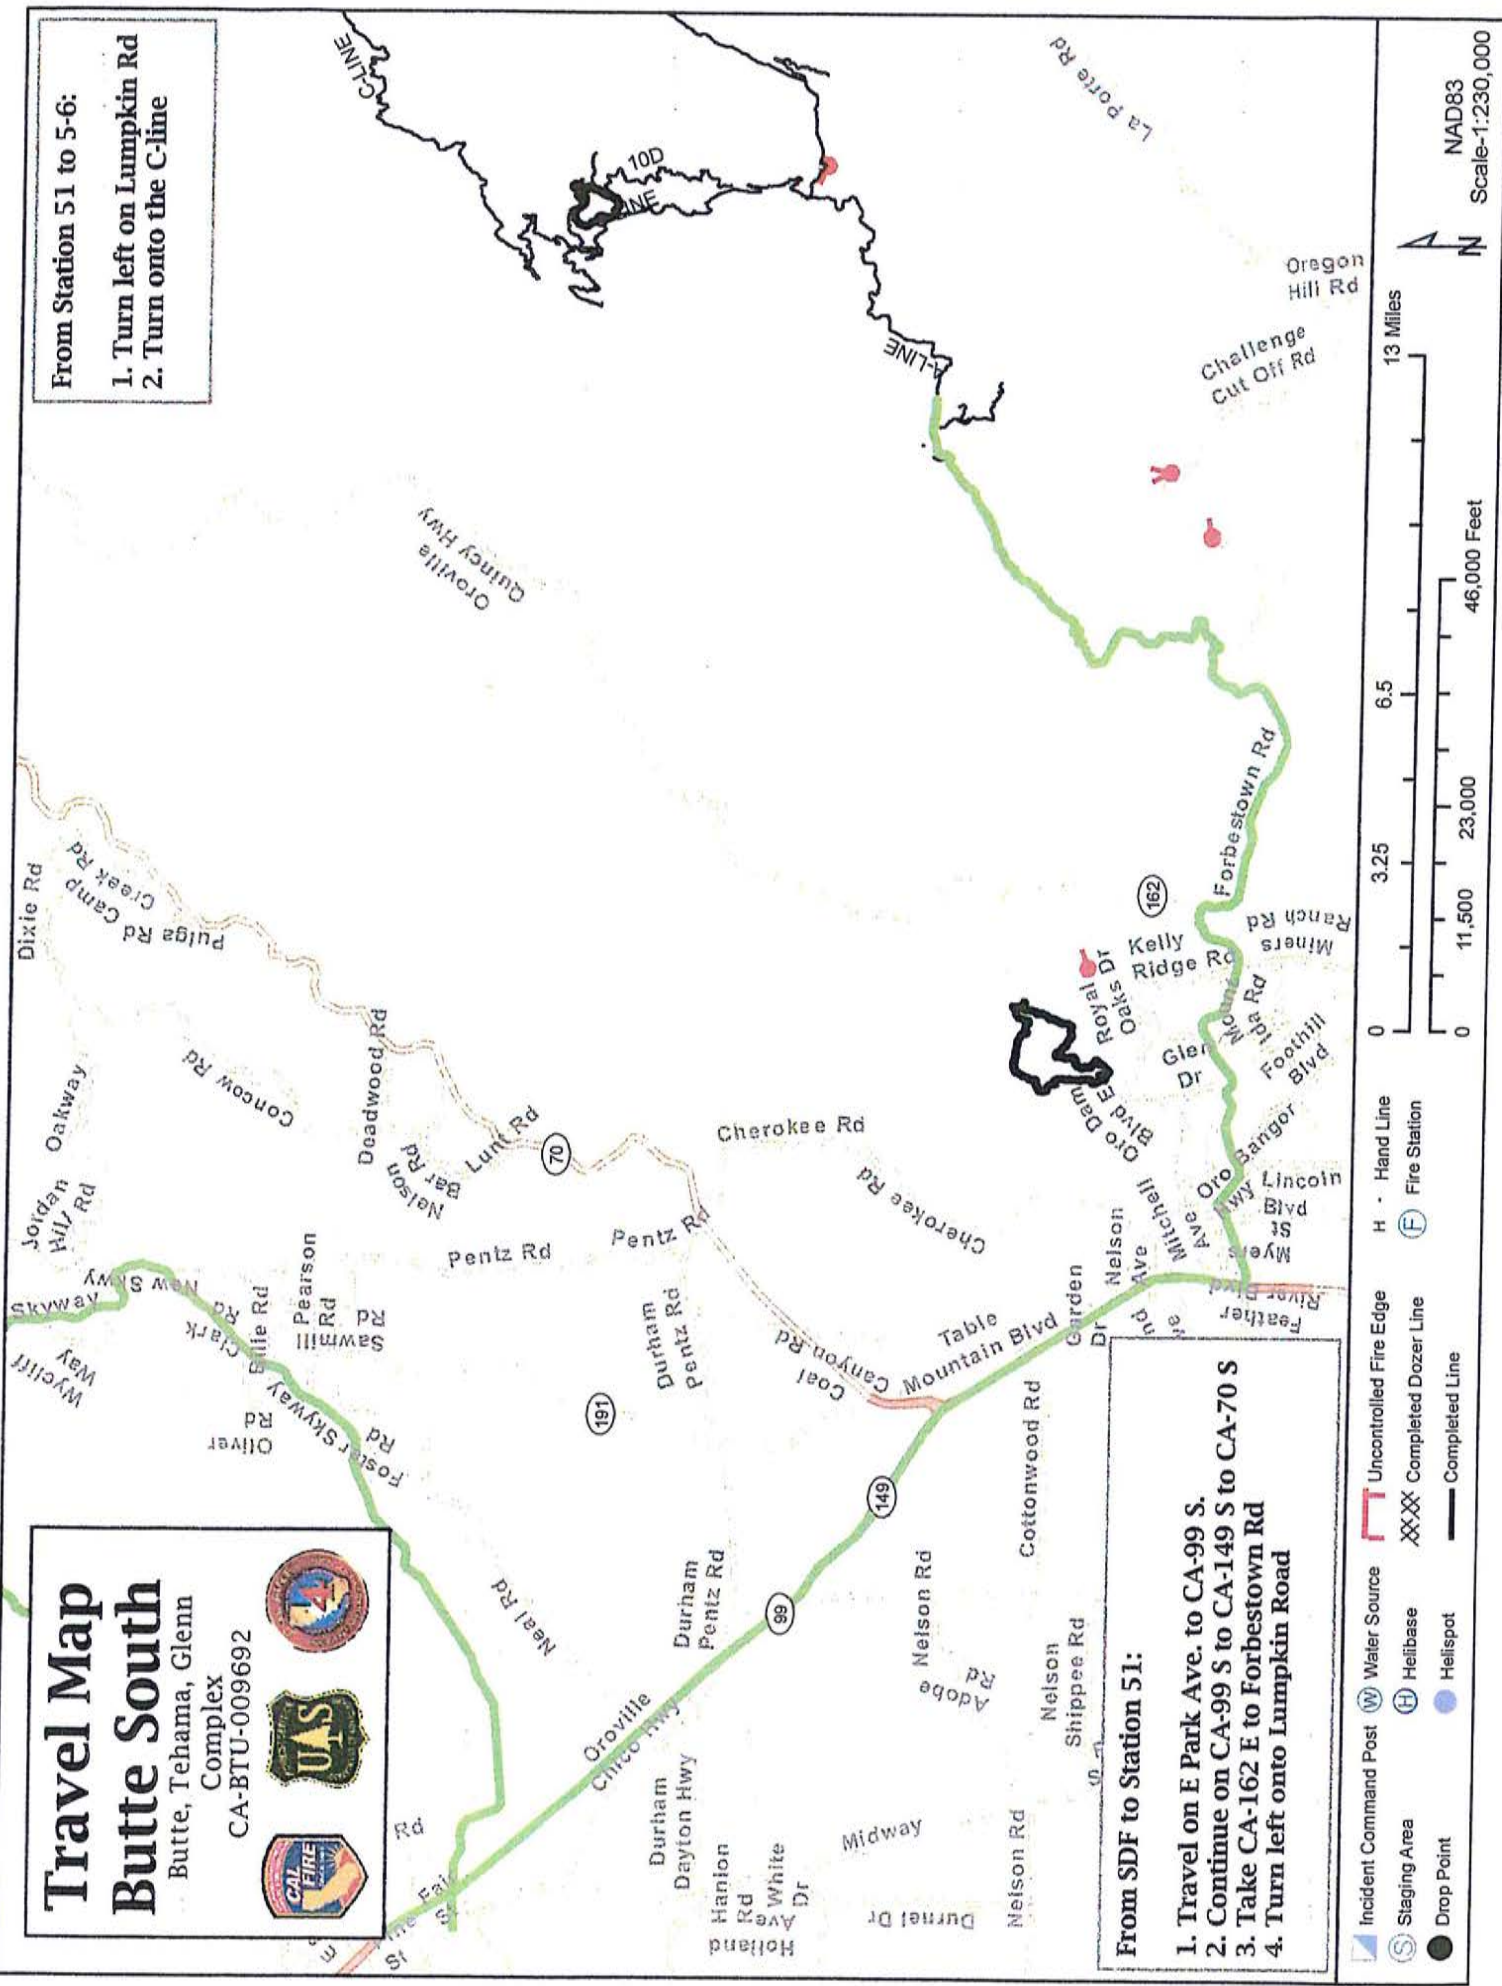 Travel Map
Butte South
Butte, Tehama, Glenn
Complex
CA-BTU-009692
CAL FIRE
UAS
4
From Station 51 to 5-6:
1. Turn left on Lumpkin Rd
2. Turn onto the C-line
C-LINE
10D
A-LINE
La Porte Rd
Oregon
Hill Rd
Challenge
Cut Off Rd
Oroville
Quincy Hwy
Dixie Rd
Camp
Creek Rd
Pulga Rd
Oakway
Concow Rd
Deadwood Rd
Jordan
Hill Rd
Nelson
Bar Rd
Lunt Rd
70
Skyway
New Skwy
Wycliff
Way
Clark
Rd
Bille Rd
Pearson
Rd
Sawmill
Rd
Oliver
Rd
Skyway
Foster
Rd
Pentz Rd
Pentz Rd
Durham
Pentz Rd
191
Cherokee Rd
Cherokee Rd
Coal
Canyon Rd
Table
Mountain Blvd
Neal Rd
Rd
Fair
St
St
149
99
Durham
Pentz Rd
Oroville
Chico Hwy
Durham
Dayton Hwy
Hanlon
Rd
White
Dr
Holland
Ave
Midway
Durnel Dr
Nelson Rd
Adobe
Rd
Nelson Rd
Nelson
Shippee Rd
Cottonwood Rd
Garden
Dr
Nelson
Ave
Mitchell
Ave
Oro Dam
Blvd E
Royal
Oaks Dr
Kelly
Ridge Rd
162
Glen
Dr
Mount
Ida Rd
Foothill
Blvd
Miners
Ranch Rd
Forbestown Rd
Oro Bangor
Hwy
Lincoln
Blvd
Myers
St
Feather
River Blvd
From SDF to Station 51:
1. Travel on E Park Ave. to CA-99 S.
2. Continue on CA-99 S to CA-149 S to CA-70 S
3. Take CA-162 E to Forbestown Rd
4. Turn left onto Lumpkin Road
Incident Command Post
W Water Source
Uncontrolled Fire Edge
H · Hand Line
S Staging Area
H Helibase
XXXX Completed Dozer Line
F Fire Station
Drop Point
Helispot
Completed Line
0 3.25 6.5 13 Miles
0 11,500 23,000 46,000 Feet
N
NAD83
Scale-1:230,000